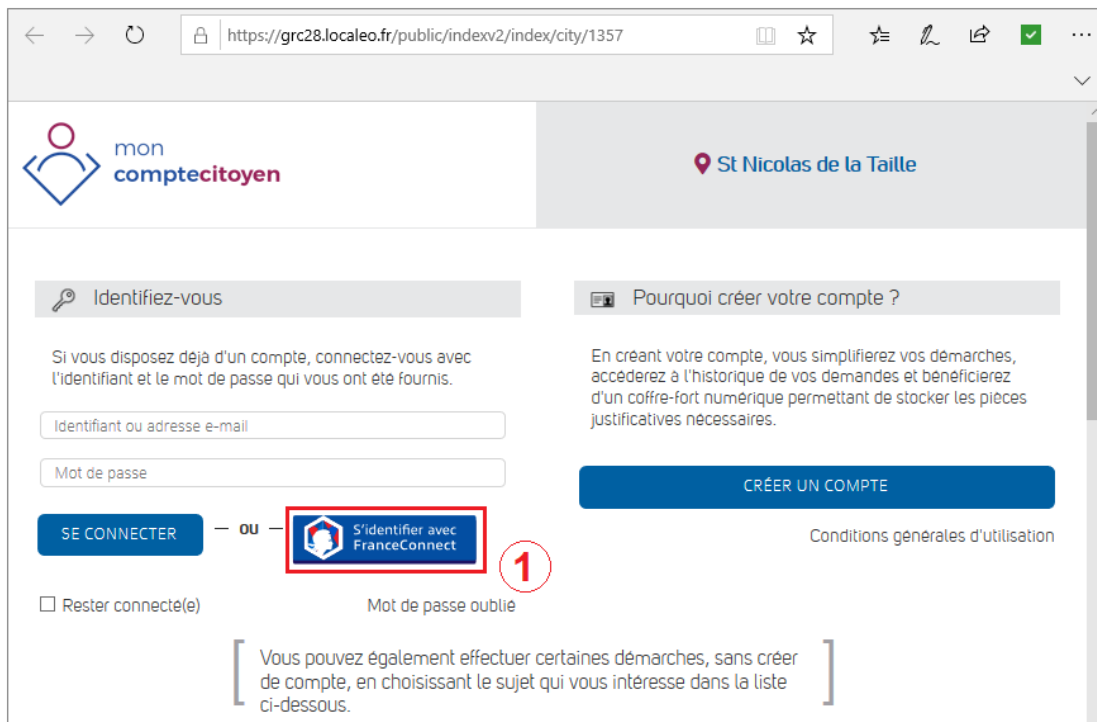 https://grc28.localeo.fr/public/indexv2/index/city/1357
mon
comptecitoyen
St Nicolas de la Taille
Identifiez-vous
Si vous disposez déjà d'un compte, connectez-vous avec
l'identifiant et le mot de passe qui vous ont été fournis.
Identifiant ou adresse e-mail
Mot de passe
SE CONNECTER
— ou —
S'identifier avec
FranceConnect
1
Rester connecté(e)
Mot de passe oublié
Pourquoi créer votre compte ?
En créant votre compte, vous simplifierez vos démarches,
accéderez à l'historique de vos demandes et bénéficierez
d'un coffre-fort numérique permettant de stocker les pièces
justificatives nécessaires.
CRÉER UN COMPTE
Conditions générales d'utilisation
Vous pouvez également effectuer certaines démarches, sans créer
de compte, en choisissant le sujet qui vous intéresse dans la liste
ci-dessous.